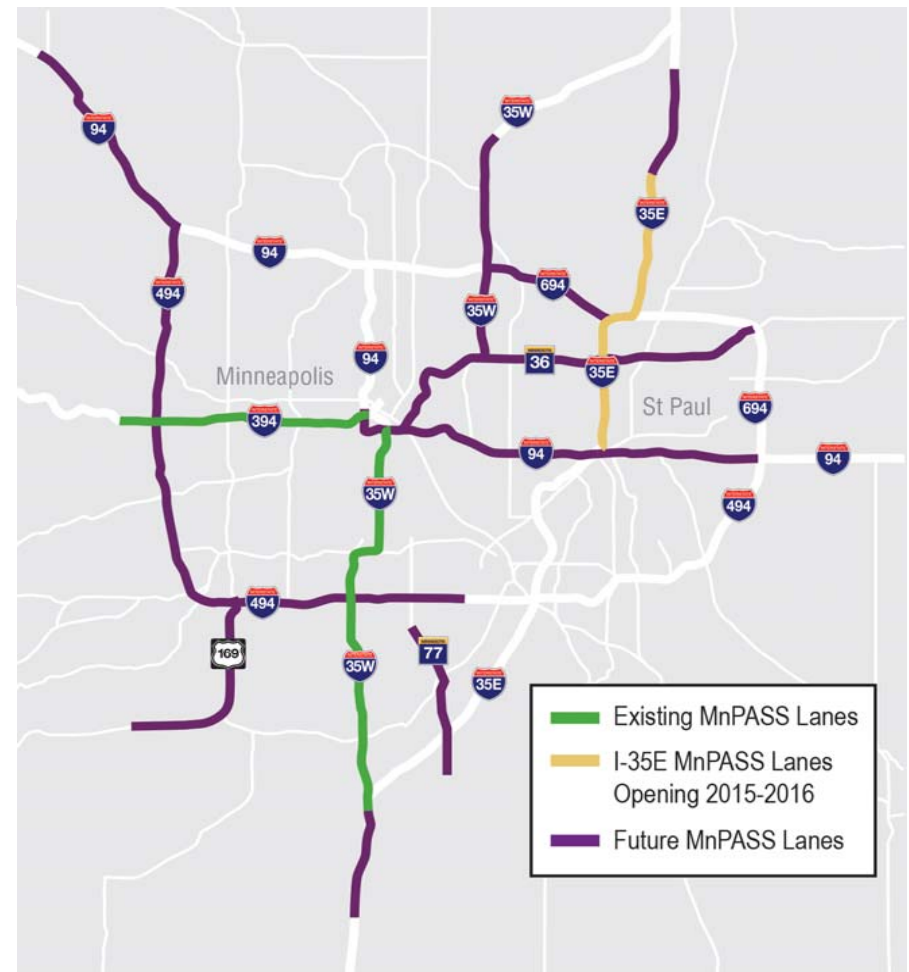 35W
94
35E
94
494
694
35W
94
36
35E
Minneapolis
St Paul
394
694
94
94
35W
494
494
169
35W
77
35E
Existing MnPASS Lanes
I-35E MnPASS Lanes
Opening 2015-2016
Future MnPASS Lanes